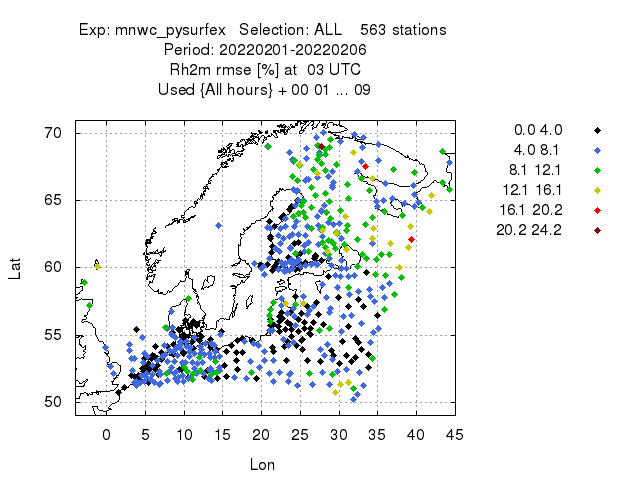 Exp: mnwc_pysurfex Selection: ALL 563 stations
Period: 20220201-20220206
Rh2m rmse [%] at 03 UTC
Used {All hours} + 00 01 ... 09
70
65
60
55
50
Lat
0 5 10 15 20 25 30 35 40 45
Lon
0.0 4.0
4.0 8.1
8.1 12.1
12.1 16.1
16.1 20.2
20.2 24.2